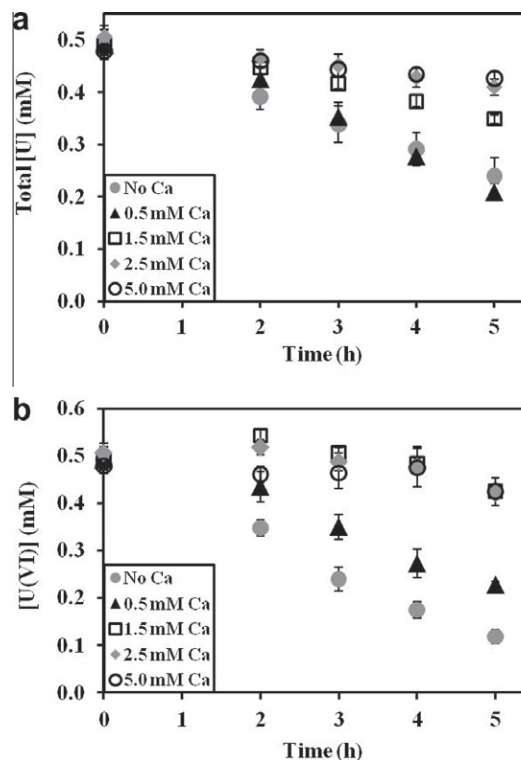 a
Total [U] (mM)
0.5
0.4
0.3
0.2
0.1
0.0
No Ca
0.5 mM Ca
1.5 mM Ca
2.5 mM Ca
5.0 mM Ca
0 1 2 3 4 5
Time (h)
b
[U(VI)] (mM)
0.6
0.5
0.4
0.3
0.2
0.1
0.0
No Ca
0.5 mM Ca
1.5 mM Ca
2.5 mM Ca
5.0 mM Ca
0 1 2 3 4 5
Time (h)